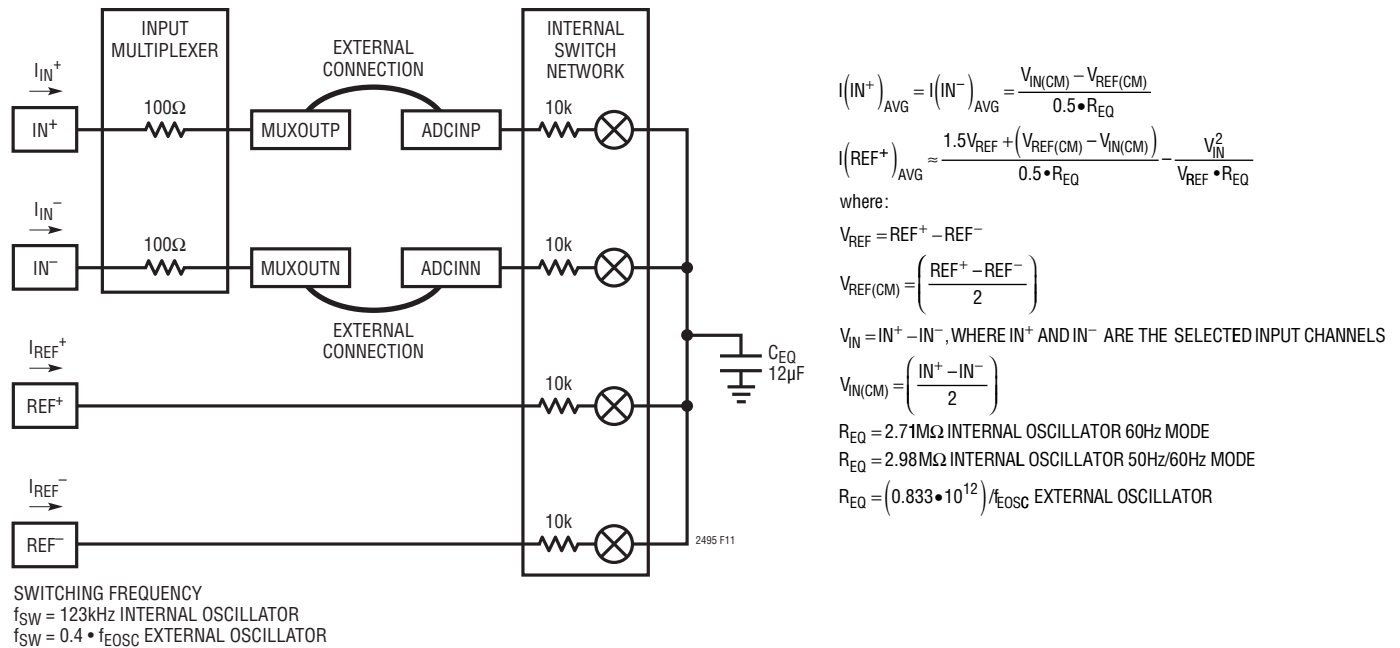 INPUT
MULTIPLEXER
EXTERNAL
CONNECTION
INTERNAL
SWITCH
NETWORK
I_IN⁺
IN⁺
100Ω
MUXOUTP
ADCINP
10k
I_IN⁻
IN⁻
100Ω
MUXOUTN
ADCINN
10k
EXTERNAL
CONNECTION
I_REF⁺
REF⁺
10k
C_EQ
12μF
I_REF⁻
REF⁻
10k
2495 F11
SWITCHING FREQUENCY
f_SW = 123kHz INTERNAL OSCILLATOR
f_SW = 0.4 • f_EOSC EXTERNAL OSCILLATOR
I(IN⁺)_AVG = I(IN⁻)_AVG = (V_IN(CM) − V_REF(CM)) / (0.5•R_EQ)
I(REF⁺)_AVG ≈ (1.5V_REF + (V_REF(CM) − V_IN(CM))) / (0.5•R_EQ) − V_IN² / (V_REF •R_EQ)
where:
V_REF = REF⁺ − REF⁻
V_REF(CM) = ((REF⁺ − REF⁻) / 2)
V_IN = IN⁺ − IN⁻, WHERE IN⁺ AND IN⁻ ARE THE SELECTED INPUT CHANNELS
V_IN(CM) = ((IN⁺ − IN⁻) / 2)
R_EQ = 2.71MΩ INTERNAL OSCILLATOR 60Hz MODE
R_EQ = 2.98MΩ INTERNAL OSCILLATOR 50Hz/60Hz MODE
R_EQ = (0.833•10¹²)/f_EOSC EXTERNAL OSCILLATOR